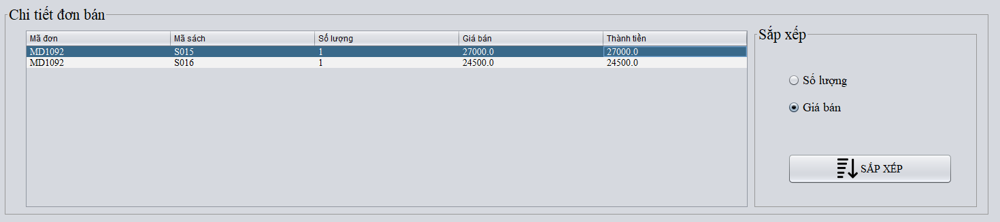 Chi tiết đơn bán
Mã đơn Mã sách Số lượng Giá bán Thành tiền
MD1092 S015 1 27000.0 27000.0
MD1092 S016 1 24500.0 24500.0
Sắp xếp
Số lượng
Giá bán
SẮP XẾP